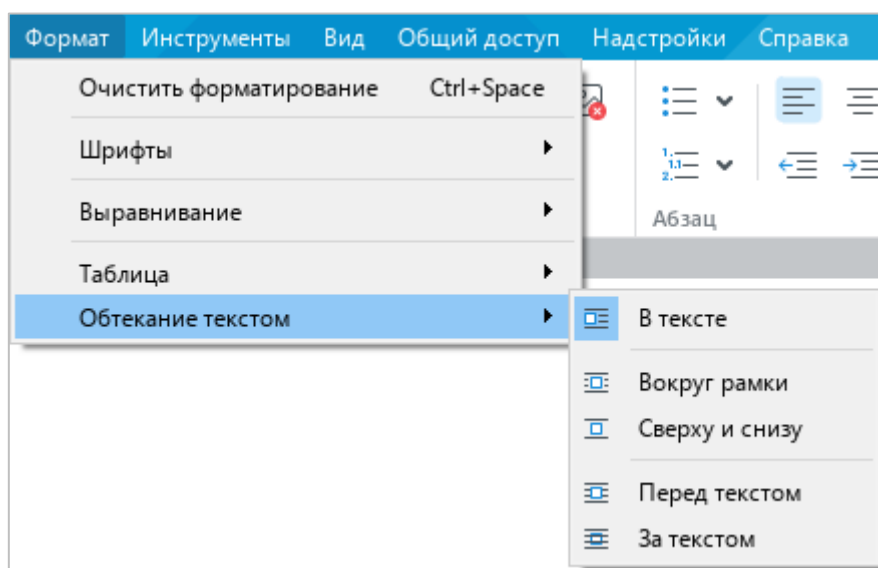 Формат Инструменты Вид Общий доступ Надстройки Справка
Очистить форматирование Ctrl+Space
Шрифты
Выравнивание
Абзац
Таблица
Обтекание текстом
В тексте
Вокруг рамки
Сверху и снизу
Перед текстом
За текстом